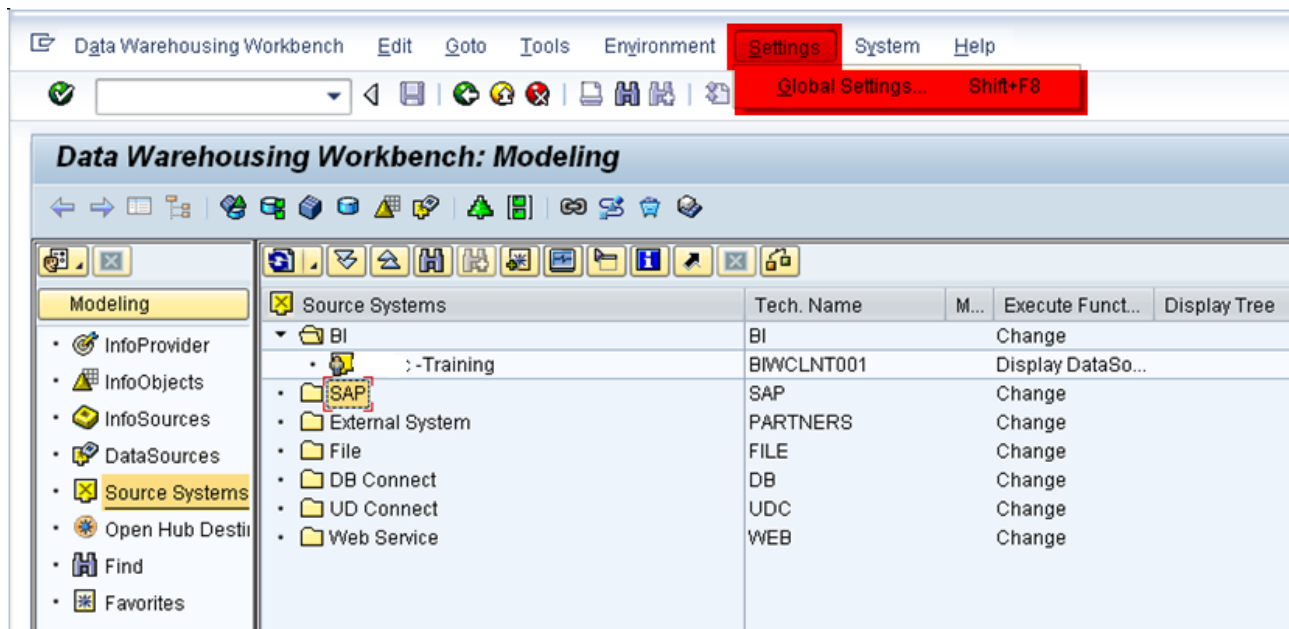 Data Warehousing Workbench Edit Goto Tools Environment Settings System Help
Global Settings... Shift+F8
Data Warehousing Workbench: Modeling
Modeling
InfoProvider
InfoObjects
InfoSources
DataSources
Source Systems
Open Hub Destin
Find
Favorites
Source Systems Tech. Name M... Execute Funct... Display Tree
BI BI Change
-Training BIWCLNT001 Display DataSo...
SAP SAP Change
External System PARTNERS Change
File FILE Change
DB Connect DB Change
UD Connect UDC Change
Web Service WEB Change